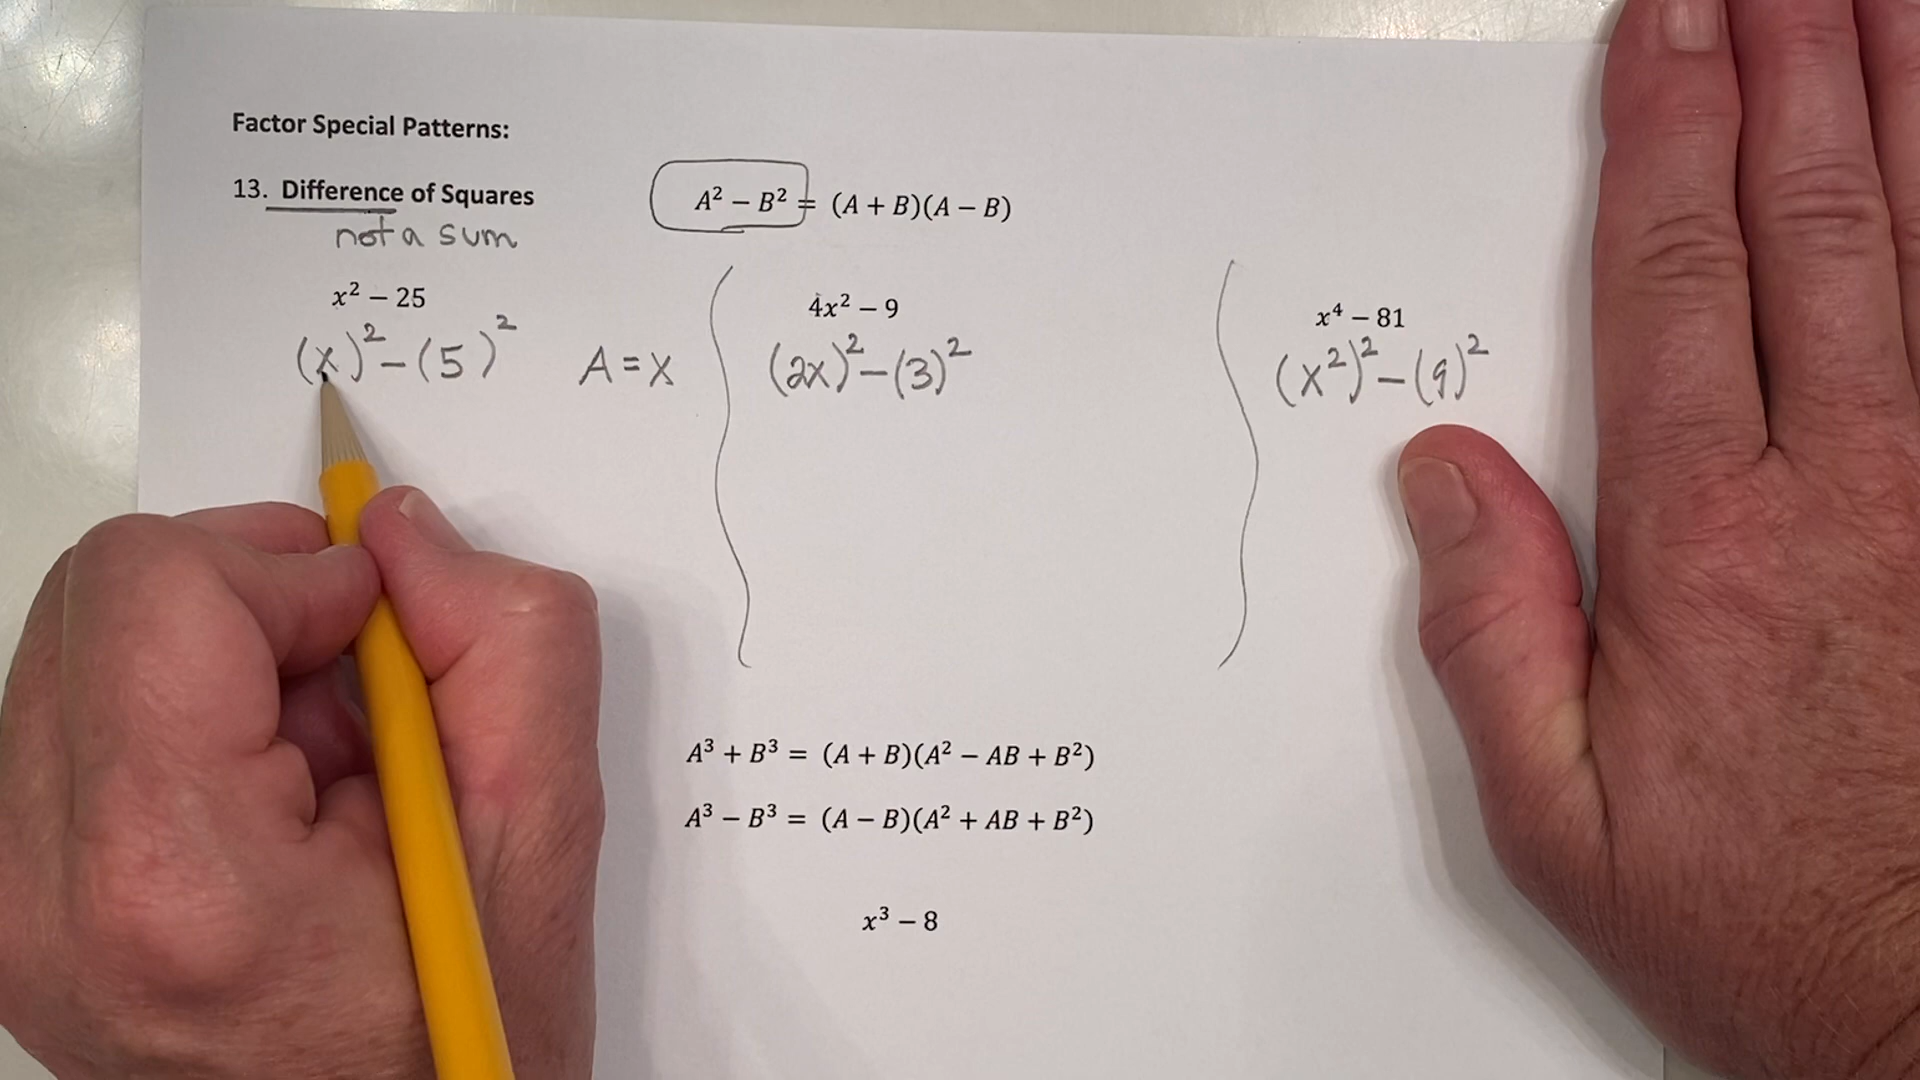 Factor Special Patterns:
13. Difference of Squares
A² − B² = (A + B)(A − B)
not a sum
x² − 25
4x² − 9
x⁴ − 81
(x)² − (5)²
A = x
(2x)² − (3)²
(x²)² − (9)²
A³ + B³ = (A + B)(A² − AB + B²)
A³ − B³ = (A − B)(A² + AB + B²)
x³ − 8